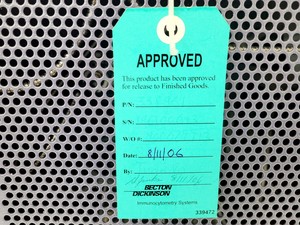 APPROVED
This product has been approved
for release to Finished Goods.
P/N:
S/N:
W/O #:
Date: 8/11/06
By:
BECTON
DICKINSON
Immunocytometry Systems
339472